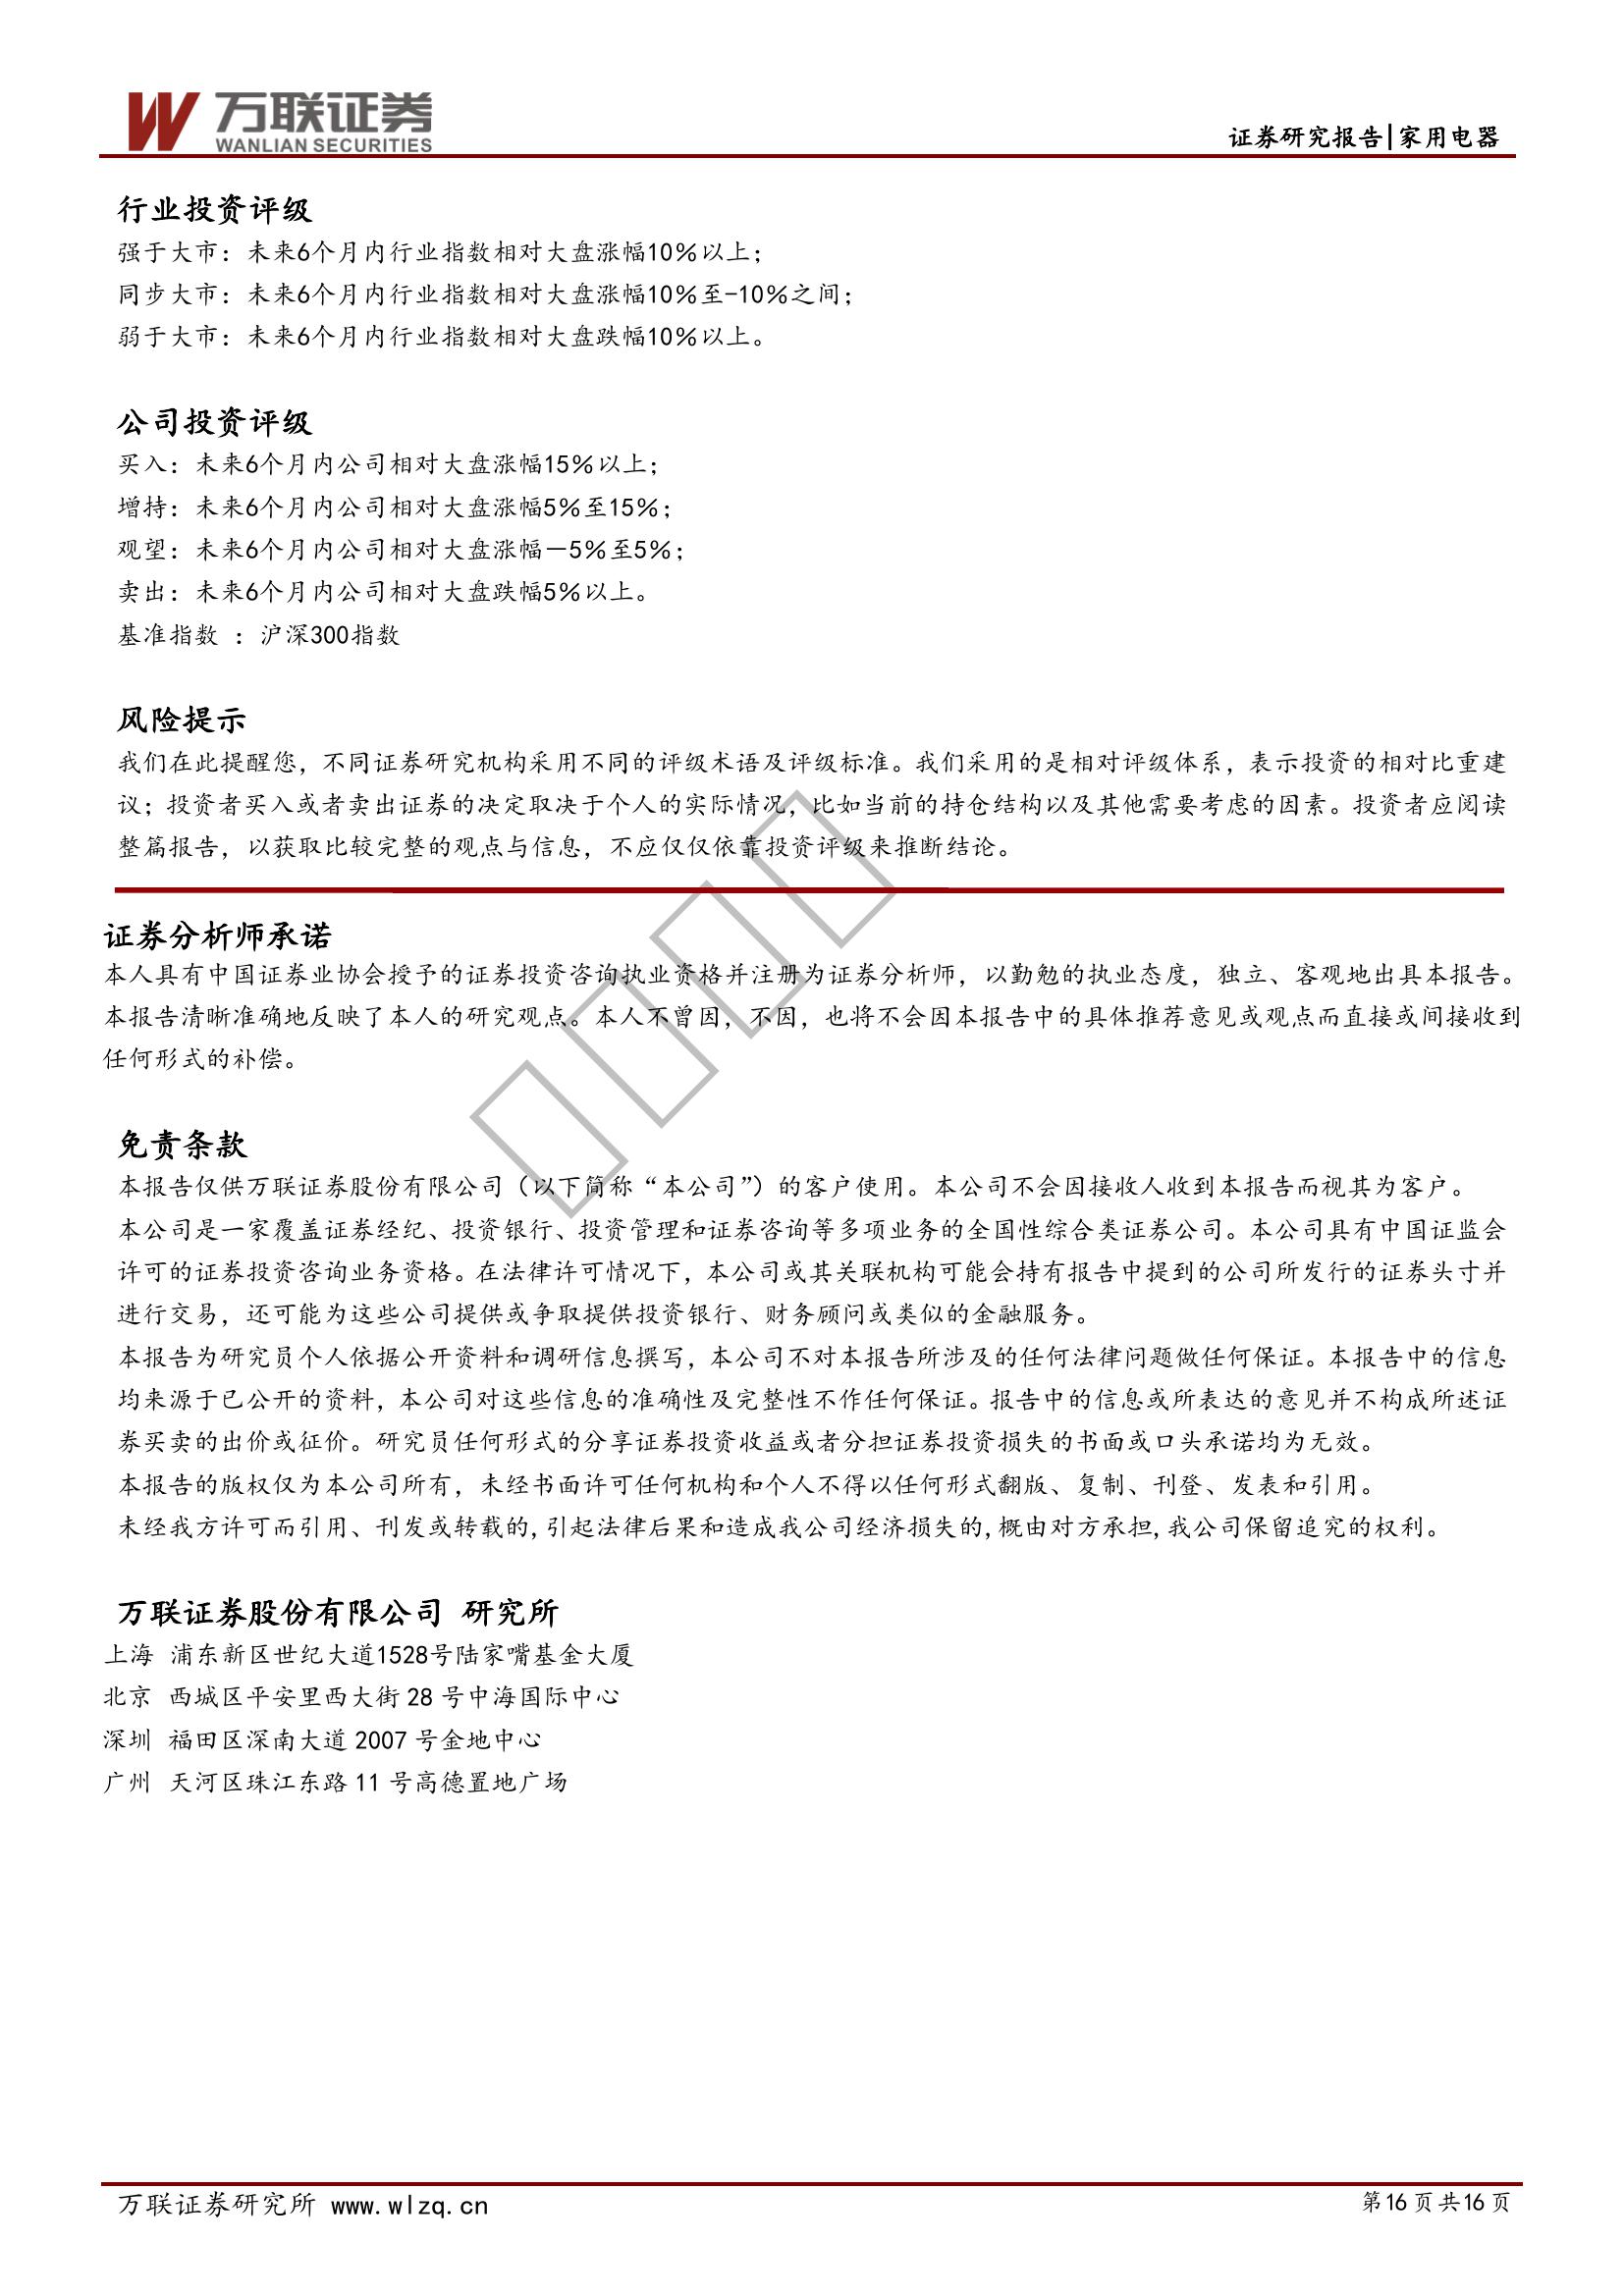 万联证券
WANLIAN SECURITIES
证券研究报告|家用电器
行业投资评级
强于大市：未来6个月内行业指数相对大盘涨幅10％以上；
同步大市：未来6个月内行业指数相对大盘涨幅10％至-10％之间；
弱于大市：未来6个月内行业指数相对大盘跌幅10％以上。
公司投资评级
买入：未来6个月内公司相对大盘涨幅15％以上；
增持：未来6个月内公司相对大盘涨幅5％至15％；
观望：未来6个月内公司相对大盘涨幅－5％至5％；
卖出：未来6个月内公司相对大盘跌幅5％以上。
基准指数 ：沪深300指数
风险提示
我们在此提醒您，不同证券研究机构采用不同的评级术语及评级标准。我们采用的是相对评级体系，表示投资的相对比重建
议；投资者买入或者卖出证券的决定取决于个人的实际情况，比如当前的持仓结构以及其他需要考虑的因素。投资者应阅读
整篇报告，以获取比较完整的观点与信息，不应仅仅依靠投资评级来推断结论。
证券分析师承诺
本人具有中国证券业协会授予的证券投资咨询执业资格并注册为证券分析师，以勤勉的执业态度，独立、客观地出具本报告。
本报告清晰准确地反映了本人的研究观点。本人不曾因，不因，也将不会因本报告中的具体推荐意见或观点而直接或间接收到
任何形式的补偿。
免责条款
本报告仅供万联证券股份有限公司（以下简称“本公司”）的客户使用。本公司不会因接收人收到本报告而视其为客户。
本公司是一家覆盖证券经纪、投资银行、投资管理和证券咨询等多项业务的全国性综合类证券公司。本公司具有中国证监会
许可的证券投资咨询业务资格。在法律许可情况下，本公司或其关联机构可能会持有报告中提到的公司所发行的证券头寸并
进行交易，还可能为这些公司提供或争取提供投资银行、财务顾问或类似的金融服务。
本报告为研究员个人依据公开资料和调研信息撰写，本公司不对本报告所涉及的任何法律问题做任何保证。本报告中的信息
均来源于已公开的资料，本公司对这些信息的准确性及完整性不作任何保证。报告中的信息或所表达的意见并不构成所述证
券买卖的出价或征价。研究员任何形式的分享证券投资收益或者分担证券投资损失的书面或口头承诺均为无效。
本报告的版权仅为本公司所有，未经书面许可任何机构和个人不得以任何形式翻版、复制、刊登、发表和引用。
未经我方许可而引用、刊发或转载的,引起法律后果和造成我公司经济损失的,概由对方承担,我公司保留追究的权利。
万联证券股份有限公司 研究所
上海 浦东新区世纪大道1528号陆家嘴基金大厦
北京 西城区平安里西大街 28 号中海国际中心
深圳 福田区深南大道 2007 号金地中心
广州 天河区珠江东路 11 号高德置地广场
万联证券研究所 www.wlzq.cn
第16页共16页